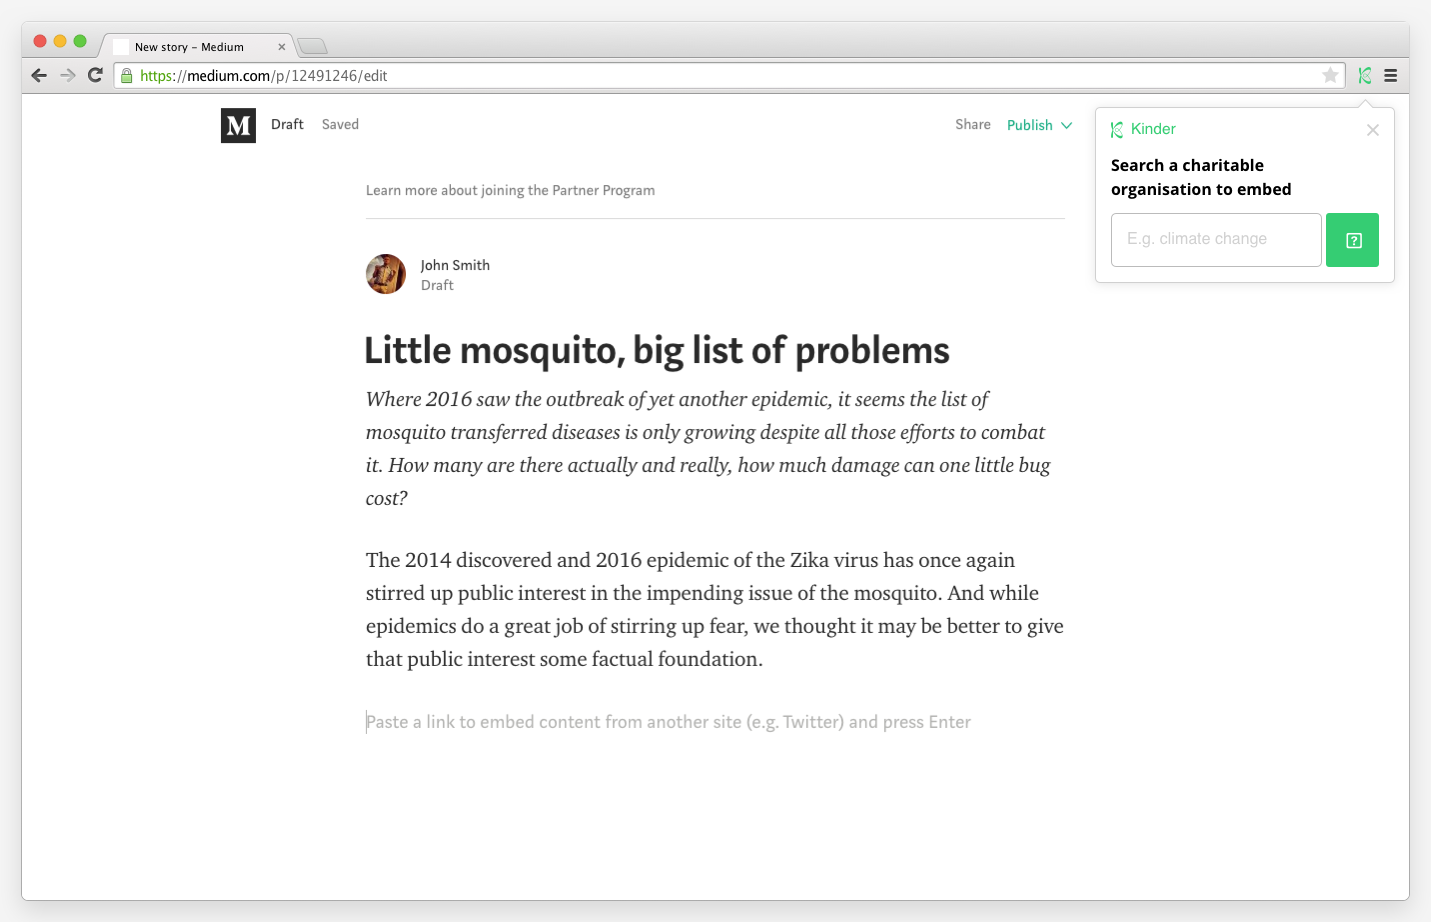 New story – Medium
https://medium.com/p/12491246/edit
M
Draft Saved
Share Publish
Kinder
Search a charitable
organisation to embed
E.g. climate change
?
Learn more about joining the Partner Program
John Smith
Draft
Little mosquito, big list of problems
Where 2016 saw the outbreak of yet another epidemic, it seems the list of
mosquito transferred diseases is only growing despite all those efforts to combat
it. How many are there actually and really, how much damage can one little bug
cost?
The 2014 discovered and 2016 epidemic of the Zika virus has once again
stirred up public interest in the impending issue of the mosquito. And while
epidemics do a great job of stirring up fear, we thought it may be better to give
that public interest some factual foundation.
Paste a link to embed content from another site (e.g. Twitter) and press Enter